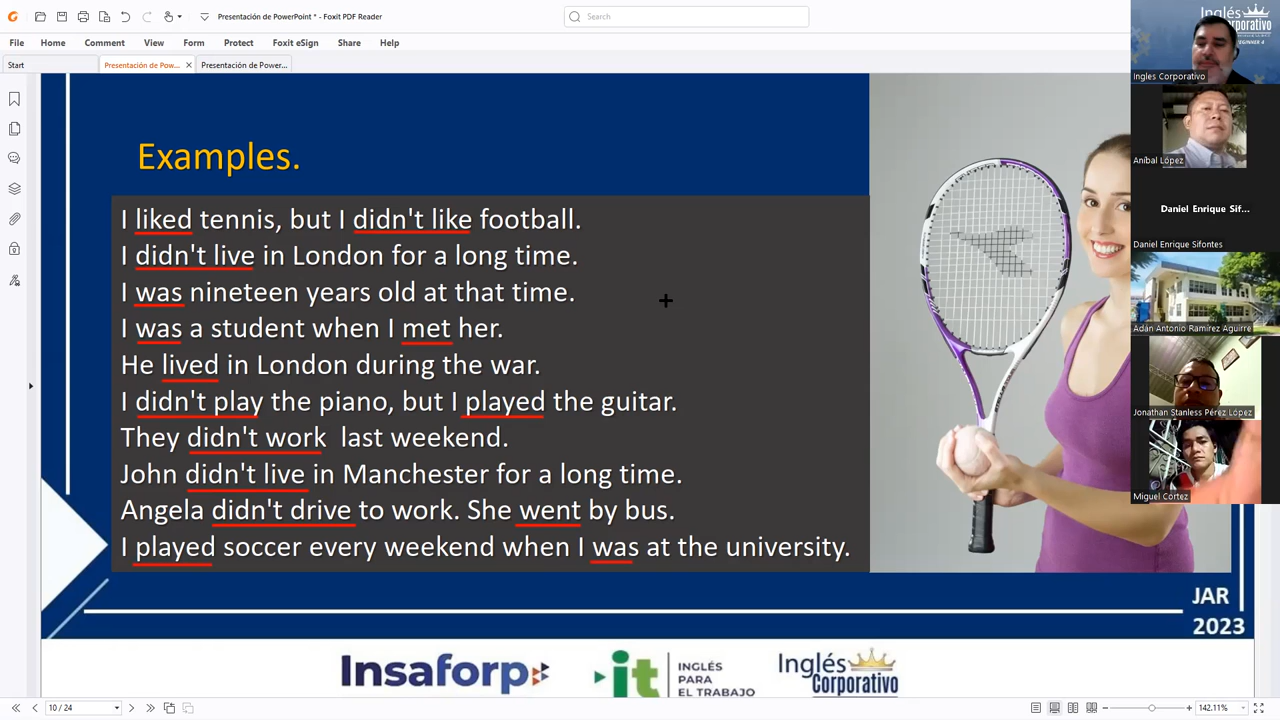 Presentación de PowerPoint * - Foxit PDF Reader
Search
File Home Comment View Form Protect Foxit eSign Share Help
Start
Presentación de Pow...
Presentación de Power...
Examples.
I liked tennis, but I didn't like football.
I didn't live in London for a long time.
I was nineteen years old at that time.
I was a student when I met her.
He lived in London during the war.
I didn't play the piano, but I played the guitar.
They didn't work last weekend.
John didn't live in Manchester for a long time.
Angela didn't drive to work. She went by bus.
I played soccer every weekend when I was at the university.
JAR
2023
Insaforp
it
INGLÉS
PARA
EL TRABAJO
Inglés
Corporativo
Inglés
Corporativo
BEGINNER 4
Ingles Corporativo
Aníbal López
Daniel Enrique Sif...
Daniel Enrique Sifontes
Adán Antonio Ramírez Aguirre
Jonathan Stanless Pérez López
Miguel Cortez
10 / 24
142.11%